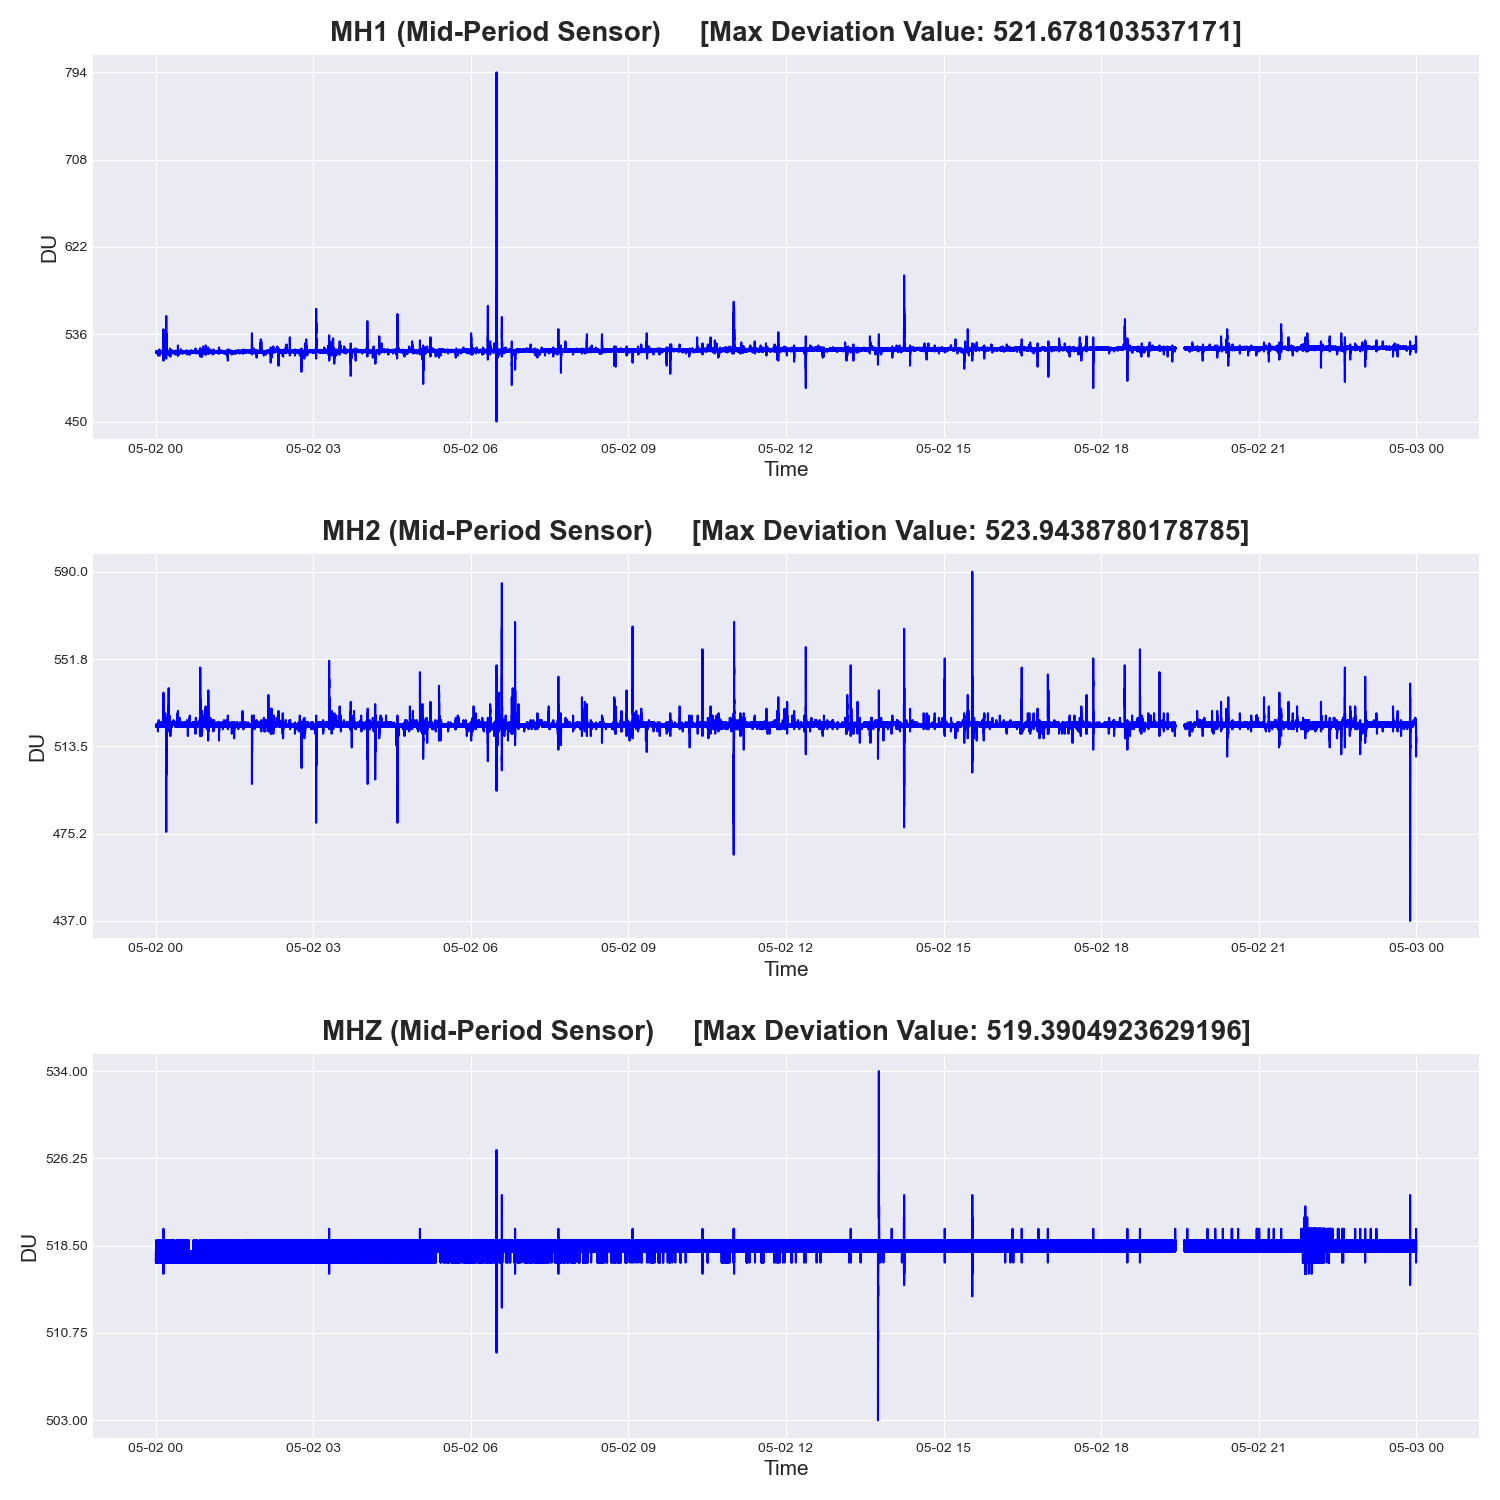 MH1 (Mid-Period Sensor) [Max Deviation Value: 521.678103537171]
794
708
622
536
450
DU
05-02 00 05-02 03 05-02 06 05-02 09 05-02 12 05-02 15 05-02 18 05-02 21 05-03 00
Time
MH2 (Mid-Period Sensor) [Max Deviation Value: 523.9438780178785]
590.0
551.8
513.5
475.2
437.0
DU
05-02 00 05-02 03 05-02 06 05-02 09 05-02 12 05-02 15 05-02 18 05-02 21 05-03 00
Time
MHZ (Mid-Period Sensor) [Max Deviation Value: 519.3904923629196]
534.00
526.25
518.50
510.75
503.00
DU
05-02 00 05-02 03 05-02 06 05-02 09 05-02 12 05-02 15 05-02 18 05-02 21 05-03 00
Time